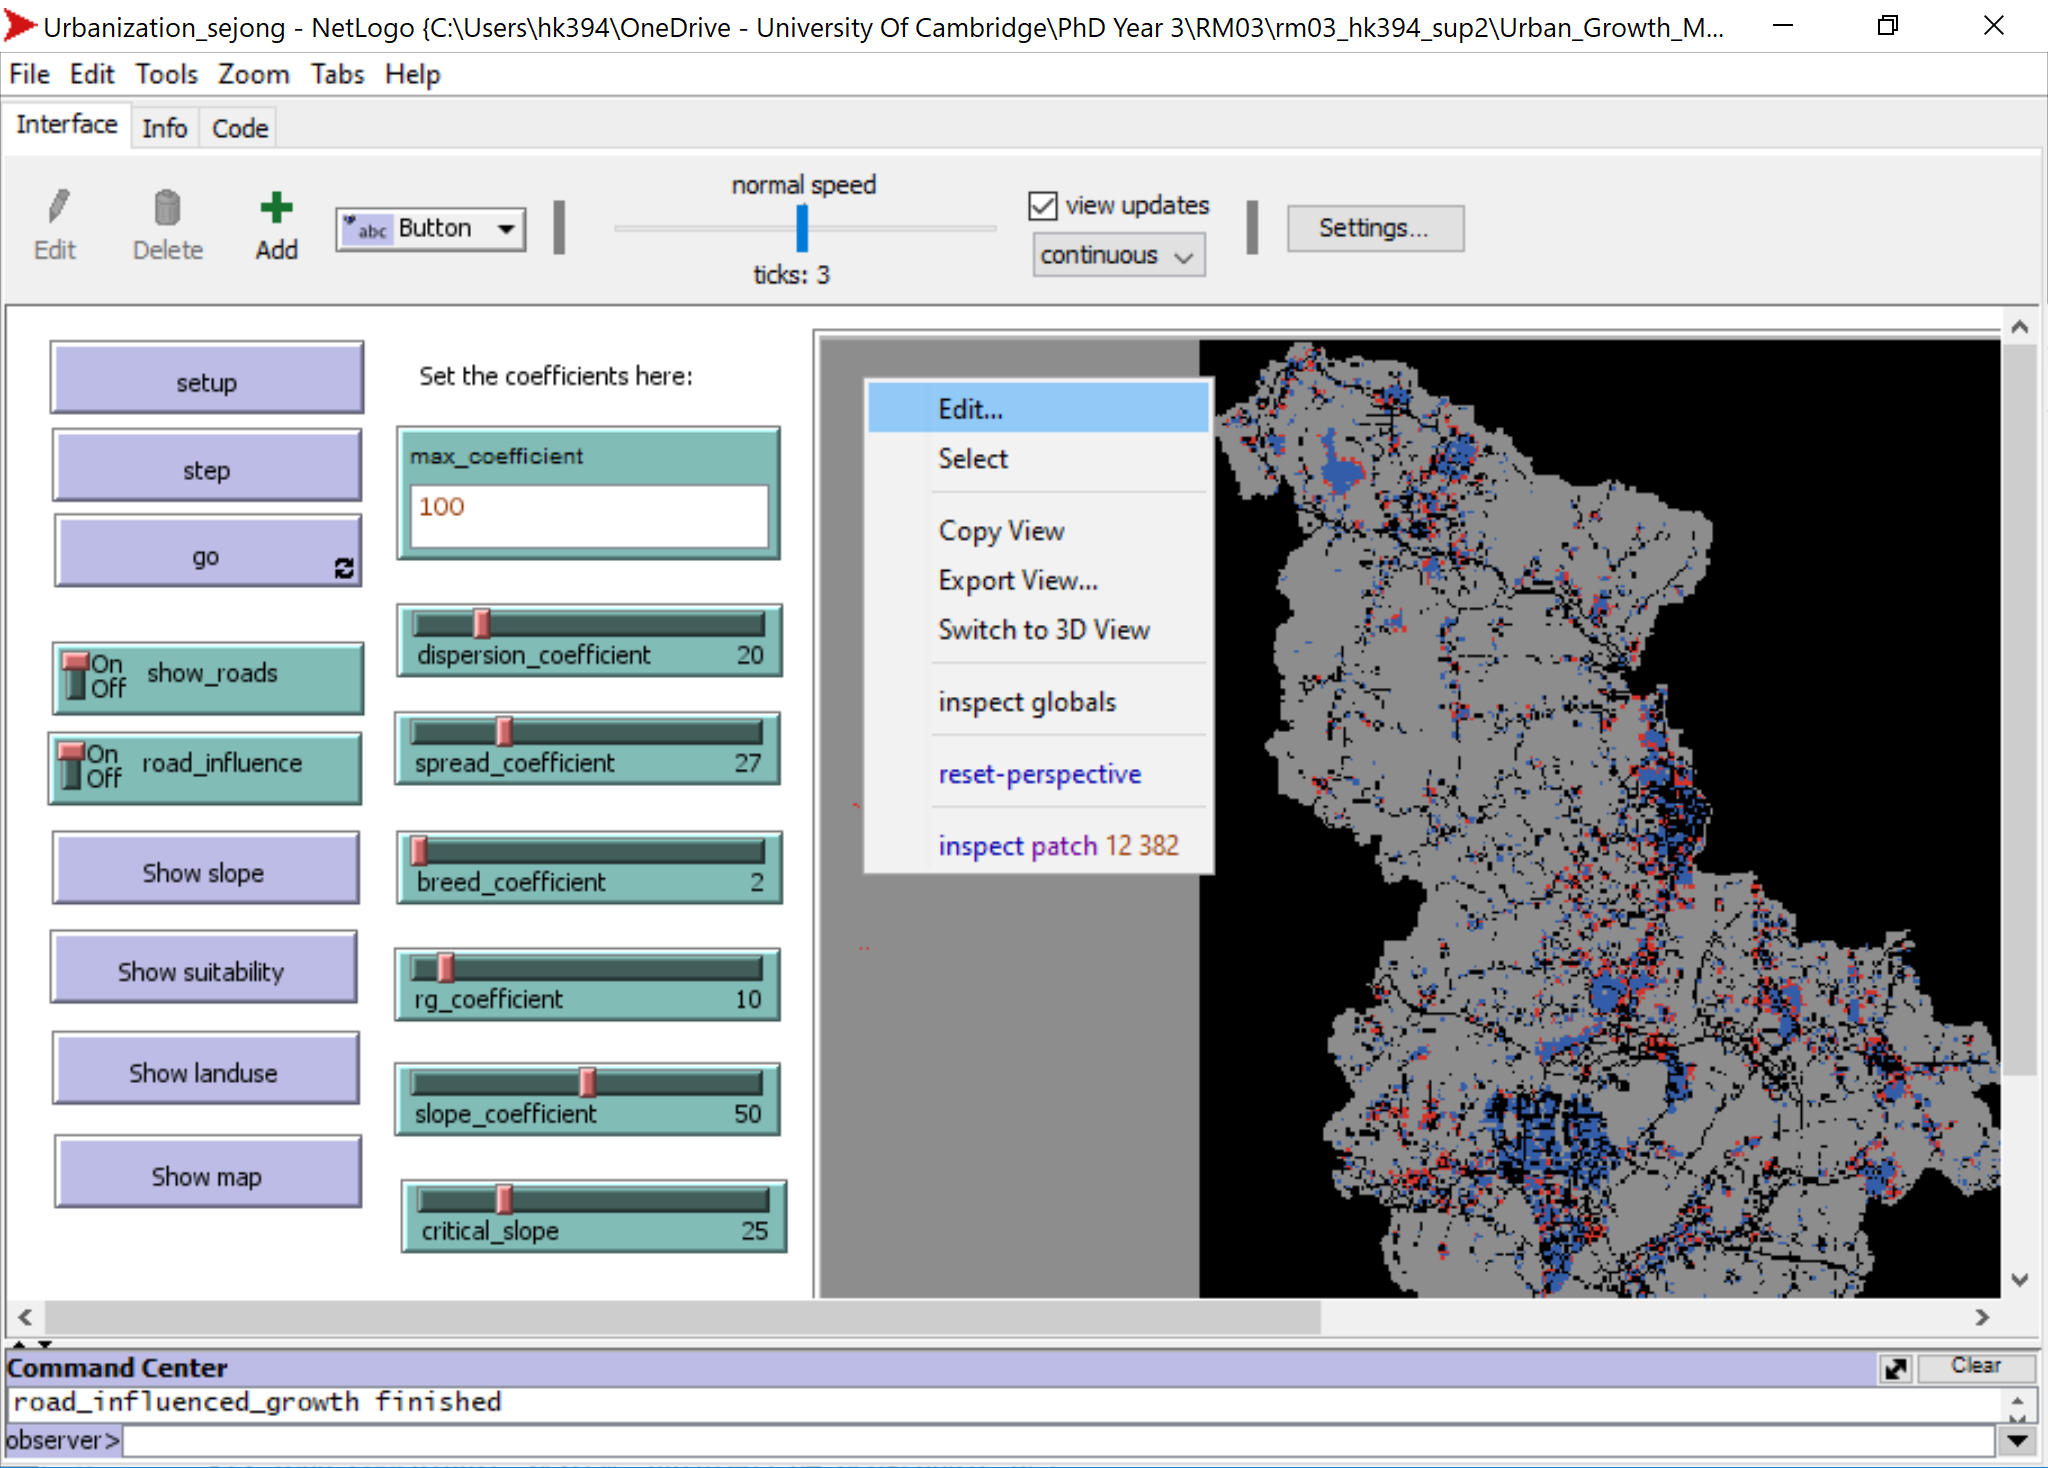 Urbanization_sejong - NetLogo {C:\Users\hk394\OneDrive - University Of Cambridge\PhD Year 3\RM03\rm03_hk394_sup2\Urban_Growth_M...
File Edit Tools Zoom Tabs Help
Interface Info Code
normal speed
Edit Delete Add abc Button
ticks: 3
view updates
continuous
Settings...
setup
step
go
On
Off
show_roads
On
Off
road_influence
Show slope
Show suitability
Show landuse
Show map
Set the coefficients here:
max_coefficient
100
dispersion_coefficient 20
spread_coefficient 27
breed_coefficient 2
rg_coefficient 10
slope_coefficient 50
critical_slope 25
Edit...
Select
Copy View
Export View...
Switch to 3D View
inspect globals
reset-perspective
inspect patch 12 382
Command Center
Clear
road_influenced_growth finished
observer>